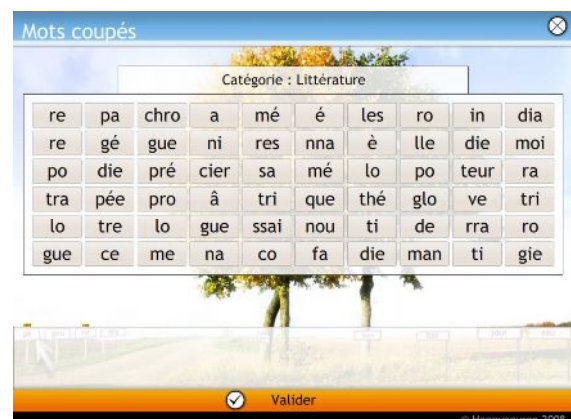 Mots coupés
Catégorie : Littérature
re pa chro a mé é les ro in dia
re gé gue ni res nna è lle die moi
po die pré cier sa mé lo po teur ra
tra pée pro â tri que thé glo ve tri
lo tre lo gue ssai nou ti de rra ro
gue ce me na co fa die man ti gie
Valider